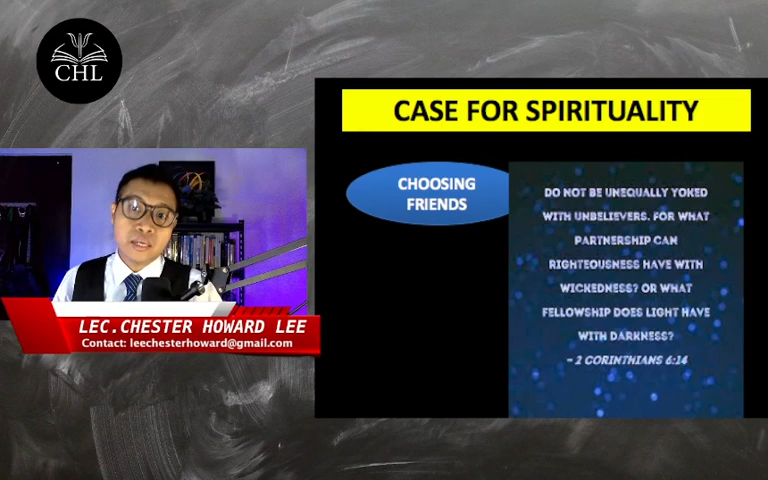 CHL
CASE FOR SPIRITUALITY
CHOOSING
FRIENDS
DO NOT BE UNEQUALLY YOKED
WITH UNBELIEVERS. FOR WHAT
PARTNERSHIP CAN
RIGHTEOUSNESS HAVE WITH
WICKEDNESS? OR WHAT
FELLOWSHIP DOES LIGHT HAVE
WITH DARKNESS?
- 2 CORINTHIANS 6:14
LEC.CHESTER HOWARD LEE
Contact: leechesterhoward@gmail.com